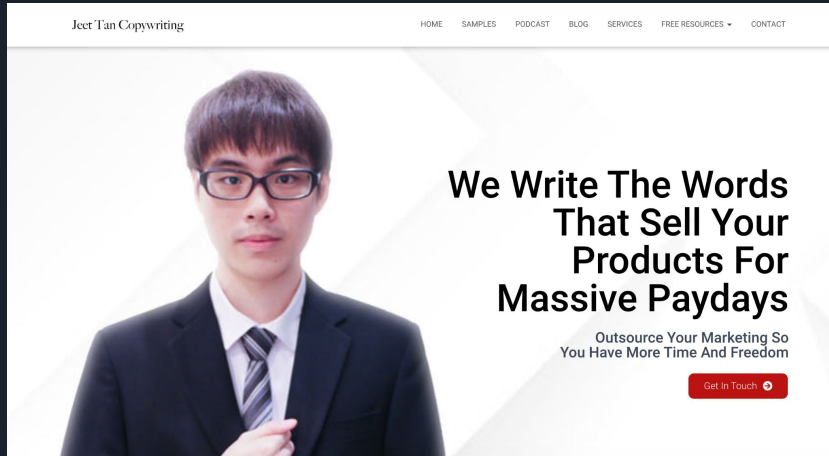 Jeet Tan Copywriting
HOME SAMPLES PODCAST BLOG SERVICES FREE RESOURCES CONTACT
We Write The Words
That Sell Your
Products For
Massive Paydays
Outsource Your Marketing So
You Have More Time And Freedom
Get In Touch